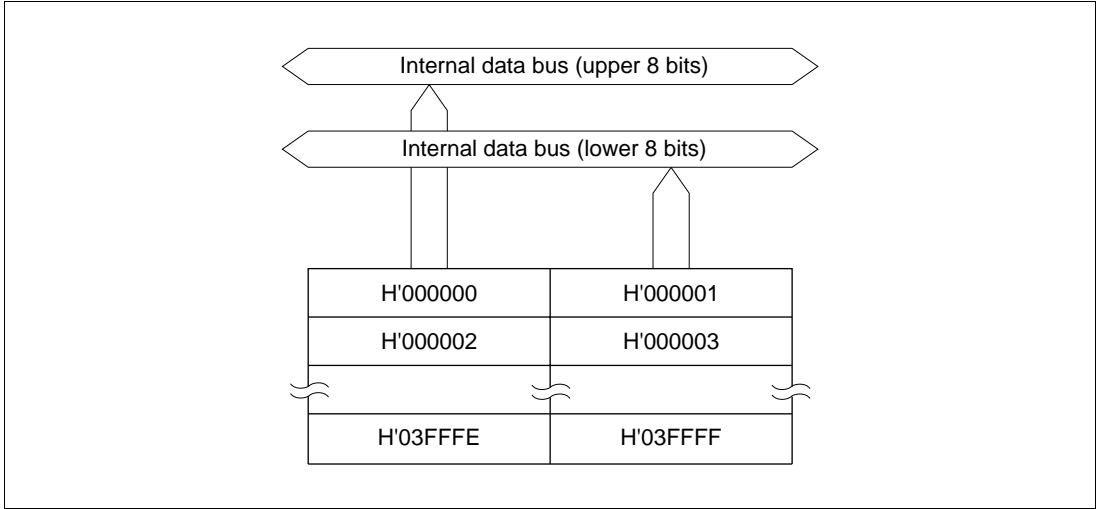 Internal data bus (upper 8 bits)
Internal data bus (lower 8 bits)
H'000000 H'000001
H'000002 H'000003
H'03FFFE H'03FFFF